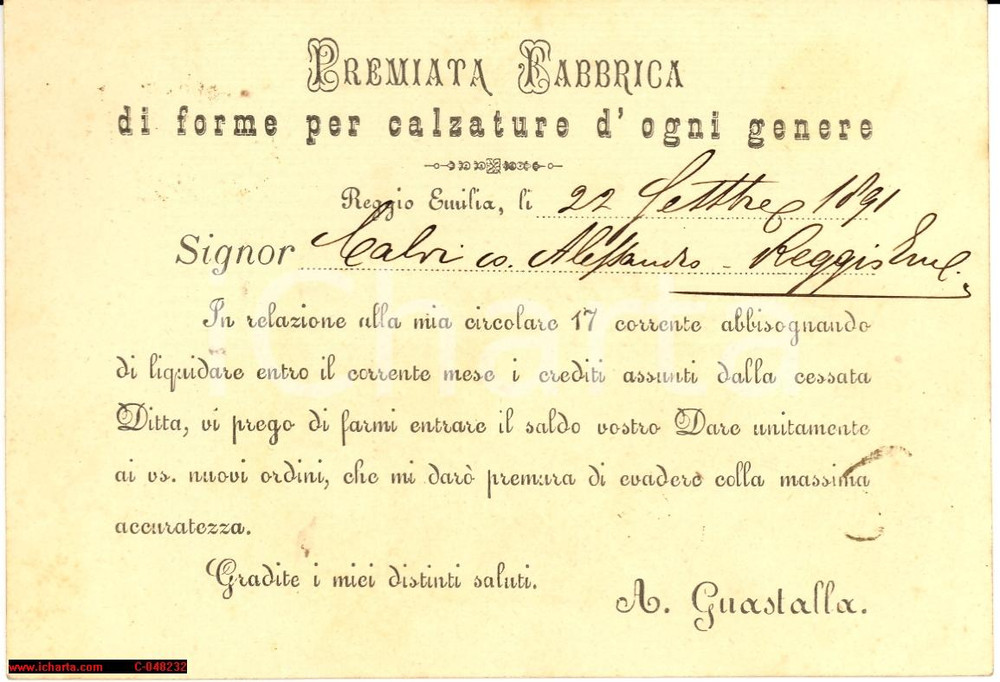 PREMIATA FABBRICA
di forme per calzature d' ogni genere
Reggio Emilia, li 22 Settbre 1891
Signor Calvi Alessandro - Reggio Emil.
In relazione alla mia circolare 17 corrente abbisognando
di liquidare entro il corrente mese i crediti assunti dalla cessata
Ditta, vi prego di farmi entrare il saldo vostro Dare unitamente
ai vs. nuovi ordini, che mi darò premura di evadere colla massima
accuratezza.
Gradite i miei distinti saluti.
A. Guastalla.
iCharta
www.icharta.com C-048232